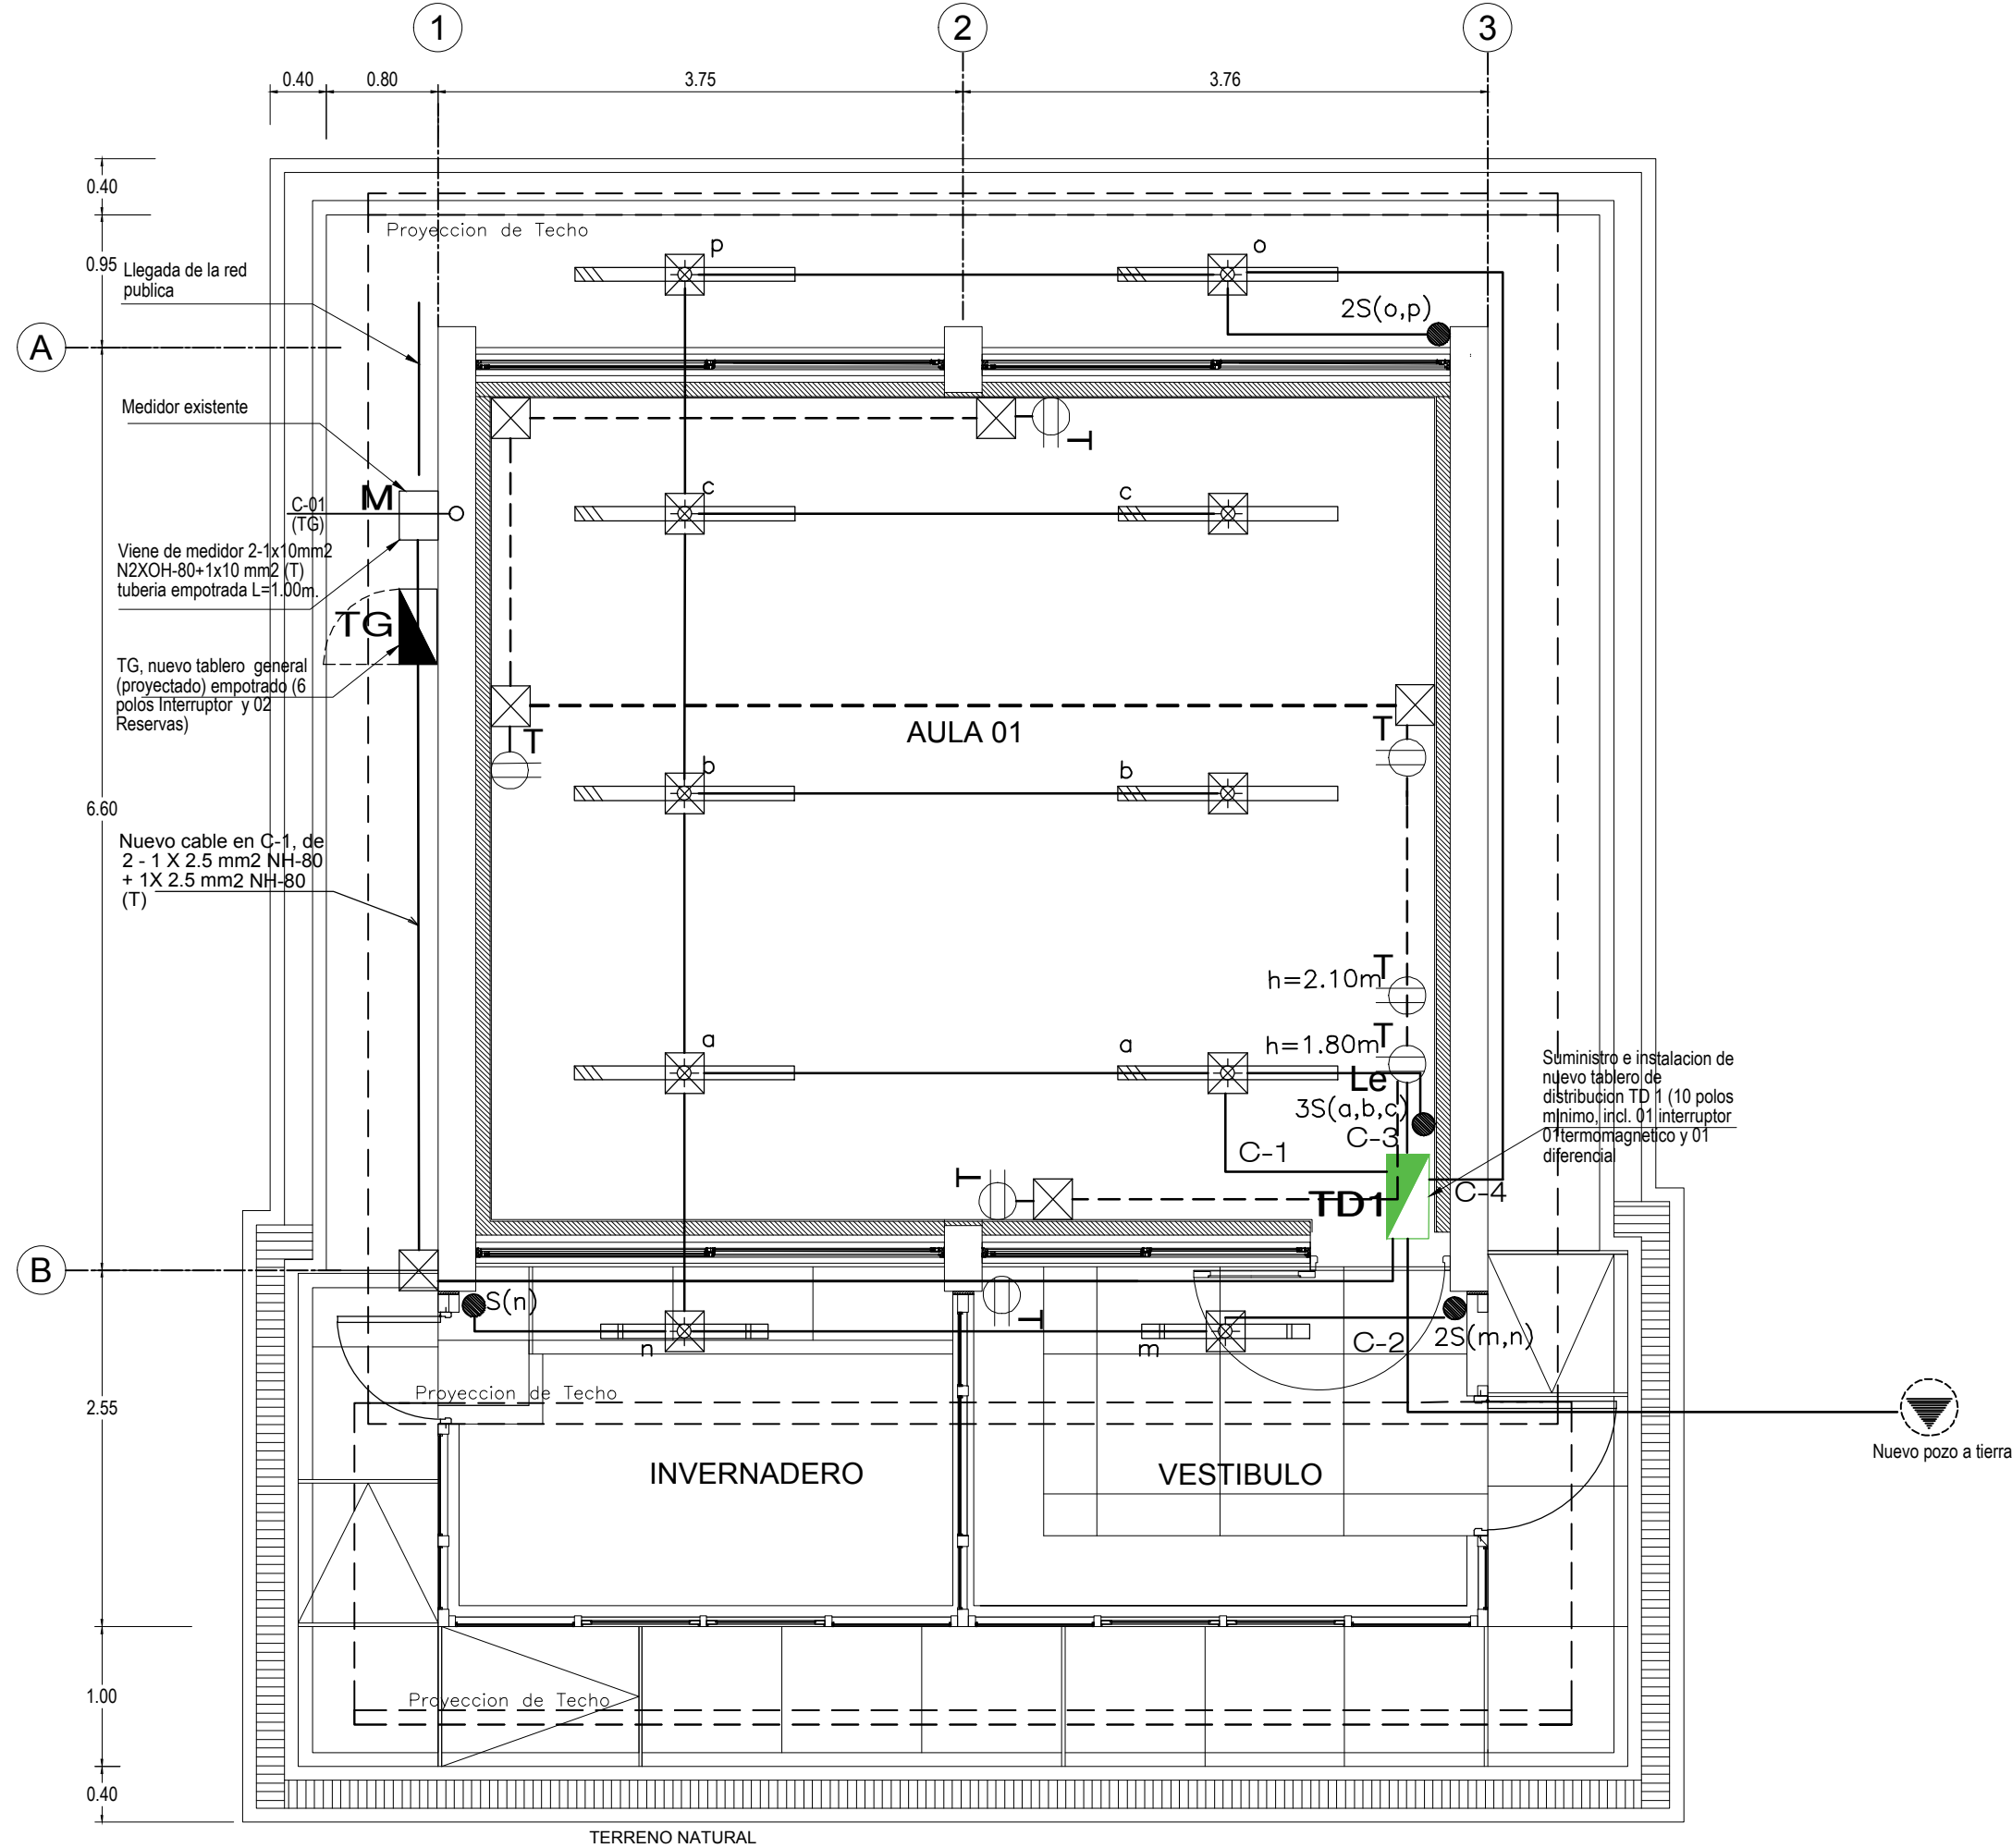 1
2
3
0.40
0.80
3.75
3.76
0.40
Proyeccion de Techo
p
o
0.95
Llegada de la red
publica
2S(o,p)
A
Medidor existente
T
C-01
(TG)
M
c
c
Viene de medidor 2-1x10mm2
N2XOH-80+1x10 mm2 (T)
tuberia empotrada L=1.00m.
TG
TG, nuevo tablero general
(proyectado) empotrado (6
polos Interruptor y 02
Reservas)
AULA 01
T
T
b
b
6.60
Nuevo cable en C-1, de
2 - 1 X 2.5 mm2 NH-80
+ 1X 2.5 mm2 NH-80
(T)
T
h=2.10m
T
h=1.80m
a
a
Le
3S(a,b,c)
C-3
C-1
Suministro e instalacion de
nuevo tablero de
distribucion TD 1 (10 polos
minimo, incl. 01 interruptor
01termomagnetico y 01
diferencial
T
TD1
C-4
B
S(n)
T
n
m
C-2
2S(m,n)
Proyeccion de Techo
2.55
INVERNADERO
VESTIBULO
Nuevo pozo a tierra
1.00
Proyeccion de Techo
0.40
TERRENO NATURAL